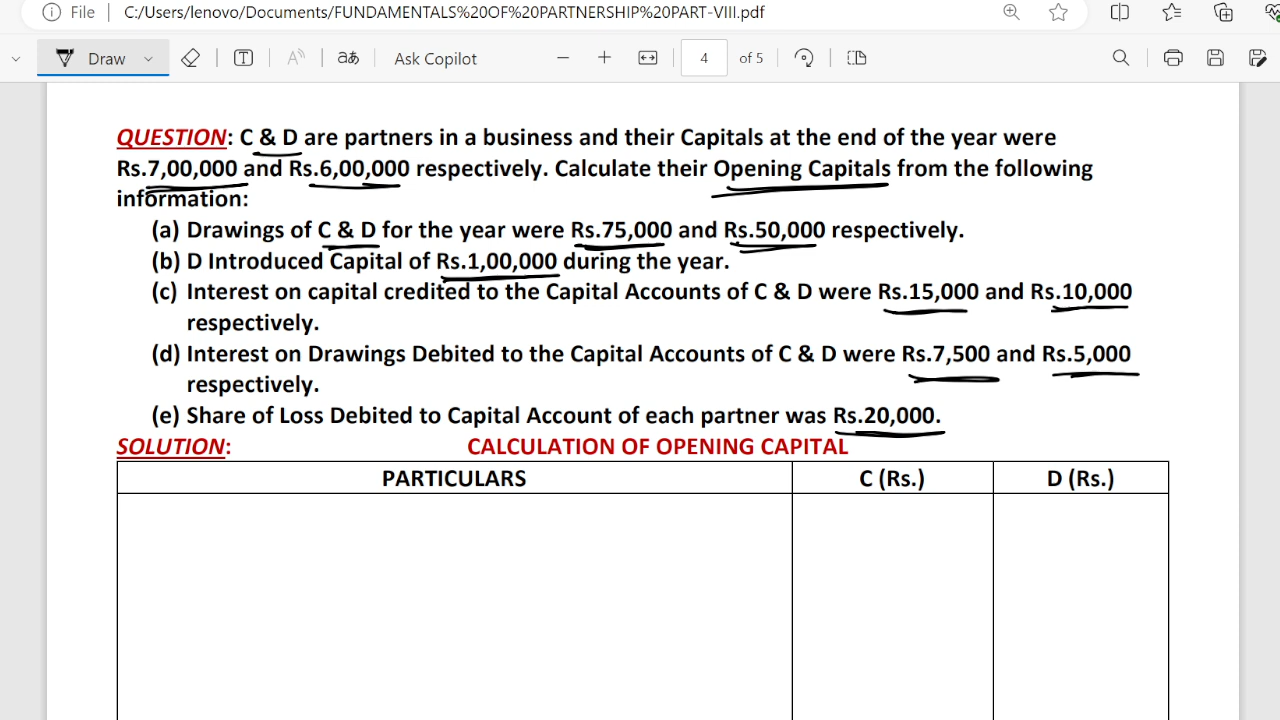 File | C:/Users/lenovo/Documents/FUNDAMENTALS%20OF%20PARTNERSHIP%20PART-VIII.pdf
Draw T A aあ Ask Copilot 4 of 5
QUESTION: C & D are partners in a business and their Capitals at the end of the year were
Rs.7,00,000 and Rs.6,00,000 respectively. Calculate their Opening Capitals from the following
information:
(a) Drawings of C & D for the year were Rs.75,000 and Rs.50,000 respectively.
(b) D Introduced Capital of Rs.1,00,000 during the year.
(c) Interest on capital credited to the Capital Accounts of C & D were Rs.15,000 and Rs.10,000
respectively.
(d) Interest on Drawings Debited to the Capital Accounts of C & D were Rs.7,500 and Rs.5,000
respectively.
(e) Share of Loss Debited to Capital Account of each partner was Rs.20,000.
SOLUTION: CALCULATION OF OPENING CAPITAL
PARTICULARS C (Rs.) D (Rs.)